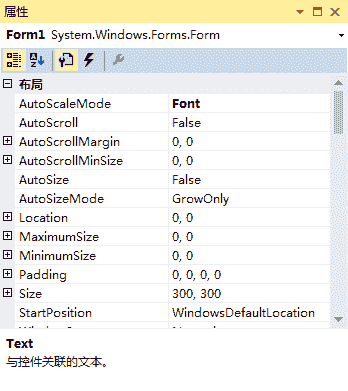 属性
Form1 System.Windows.Forms.Form
布局
AutoScaleMode Font
AutoScroll False
AutoScrollMargin 0, 0
AutoScrollMinSize 0, 0
AutoSize False
AutoSizeMode GrowOnly
Location 0, 0
MaximumSize 0, 0
MinimumSize 0, 0
Padding 0, 0, 0, 0
Size 300, 300
StartPosition WindowsDefaultLocation
Text
与控件关联的文本。